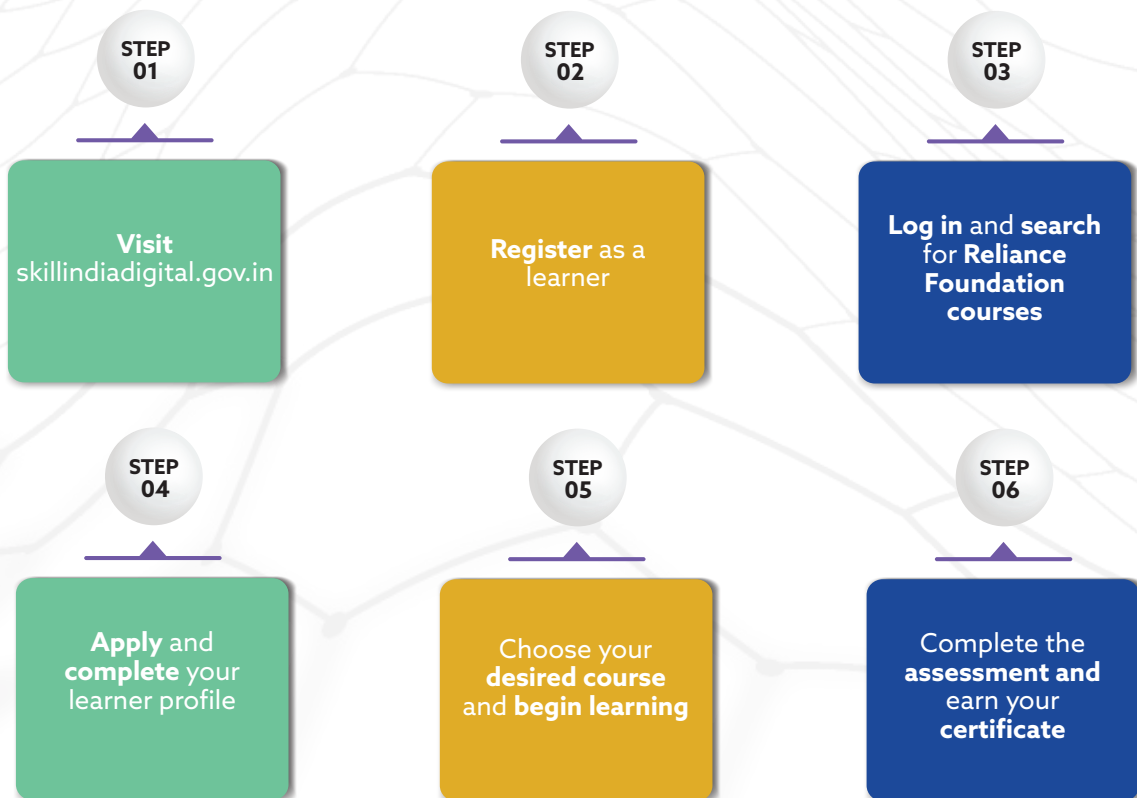 STEP
01
Visit
skillindiadigital.gov.in
STEP
02
Register as a
learner
STEP
03
Log in and search
for Reliance
Foundation
courses
STEP
04
Apply and
complete your
learner profile
STEP
05
Choose your
desired course
and begin learning
STEP
06
Complete the
assessment and
earn your
certificate